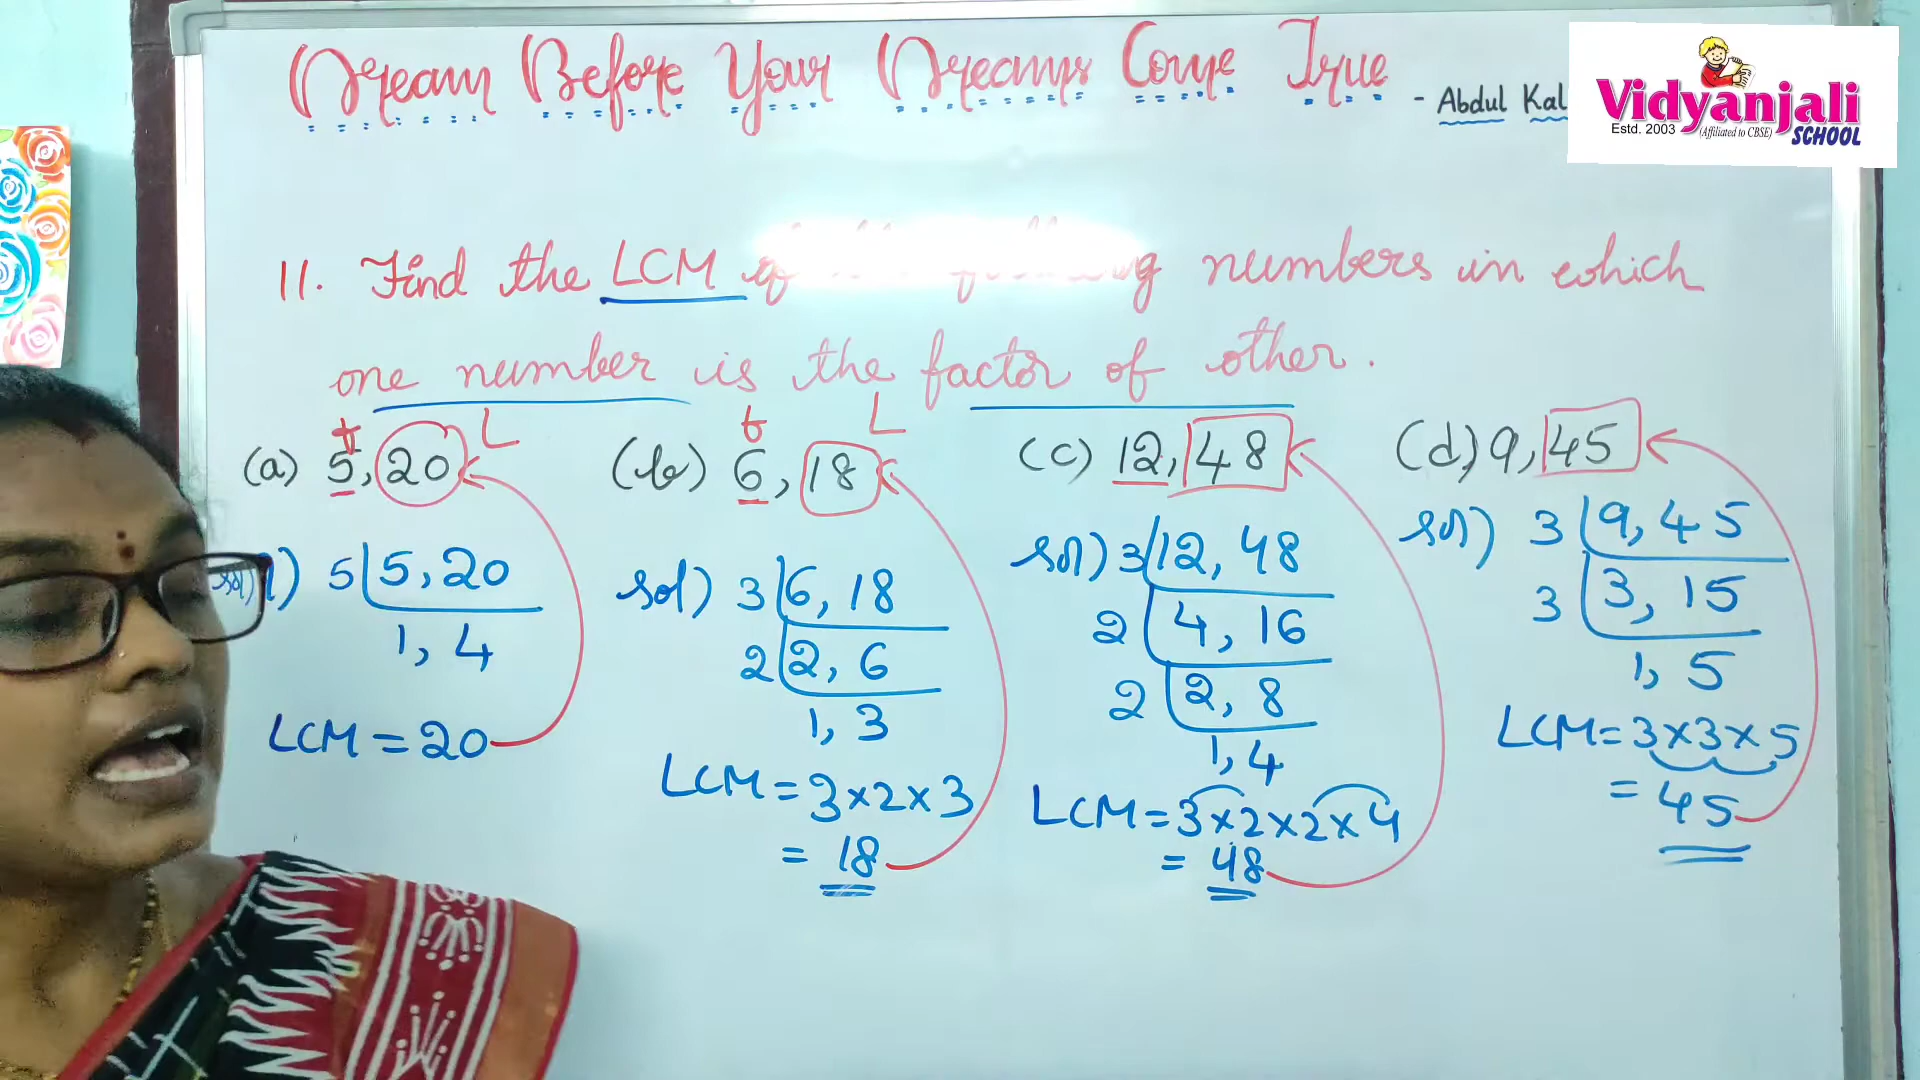 Dream Before Your Dreams Come True
- Abdul Kal
Vidyanjali
Estd. 2003 (Affiliated to CBSE) SCHOOL
11. Find the LCM of numbers in which
one number is the factor of other.
f L
(a) 5, 20
sol) 5 5, 20
1, 4
LCM = 20
f L
(b) 6, 18
sol) 3 6, 18
2 2, 6
1, 3
LCM = 3×2×3
= 18
(c) 12, 48
sol) 3 12, 48
2 4, 16
2 2, 8
1, 4
LCM = 3×2×2×4
= 48
(d) 9, 45
sol) 3 9, 45
3 3, 15
1, 5
LCM = 3×3×5
= 45